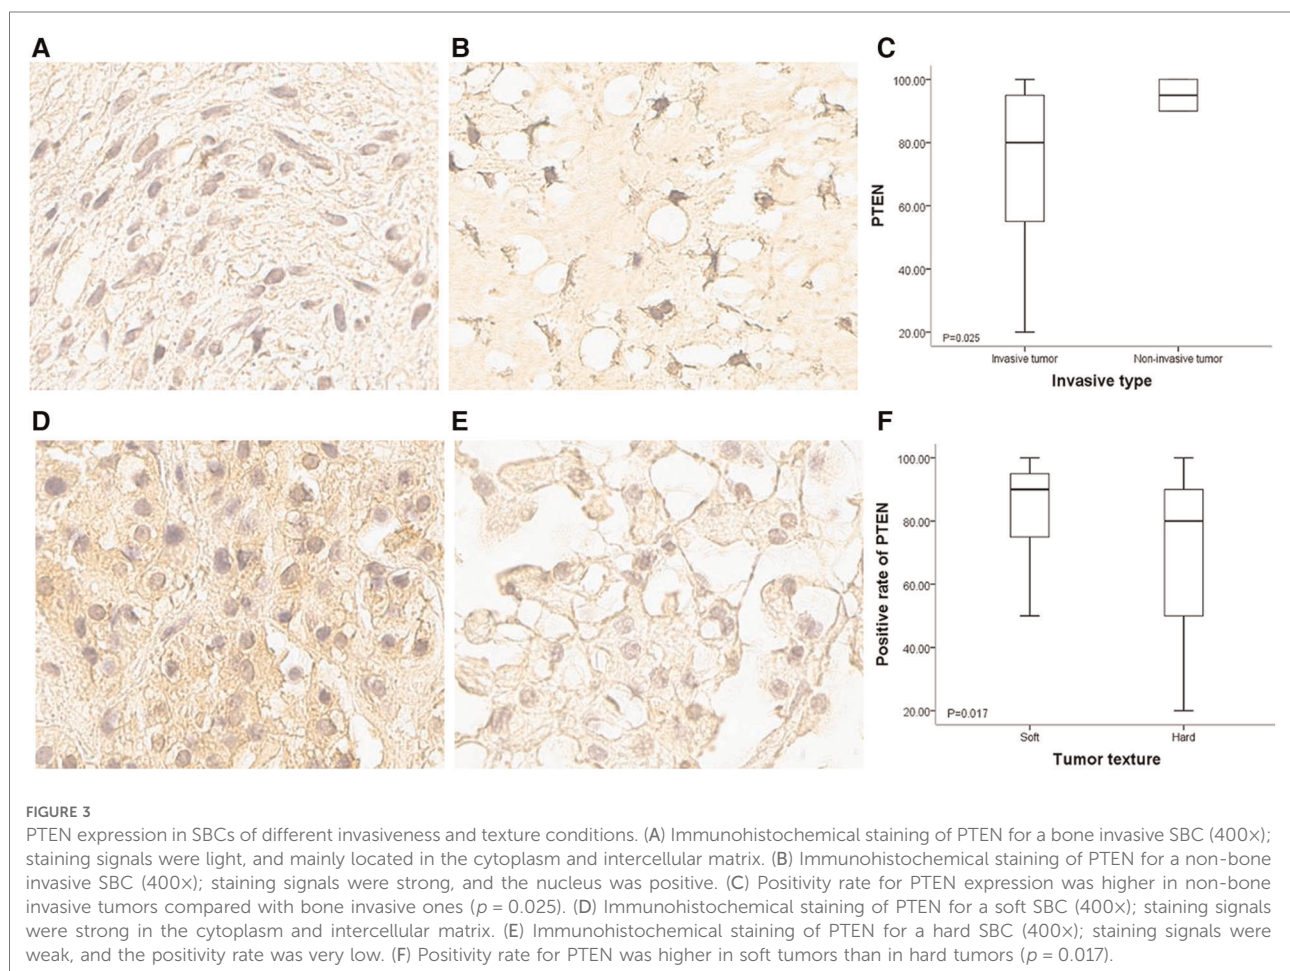 A
B
C
100.00
80.00
60.00
40.00
20.00
PTEN
P=0.025
Invasive tumor
Non-invasive tumor
Invasive type
D
E
F
100.00
80.00
60.00
40.00
20.00
Positive rate of PTEN
P=0.017
Soft
Hard
Tumor texture
FIGURE 3
PTEN expression in SBCs of different invasiveness and texture conditions. (A) Immunohistochemical staining of PTEN for a bone invasive SBC (400×);
staining signals were light, and mainly located in the cytoplasm and intercellular matrix. (B) Immunohistochemical staining of PTEN for a non-bone
invasive SBC (400×); staining signals were strong, and the nucleus was positive. (C) Positivity rate for PTEN expression was higher in non-bone
invasive tumors compared with bone invasive ones (p = 0.025). (D) Immunohistochemical staining of PTEN for a soft SBC (400×); staining signals
were strong in the cytoplasm and intercellular matrix. (E) Immunohistochemical staining of PTEN for a hard SBC (400×); staining signals were
weak, and the positivity rate was very low. (F) Positivity rate for PTEN was higher in soft tumors than in hard tumors (p = 0.017).